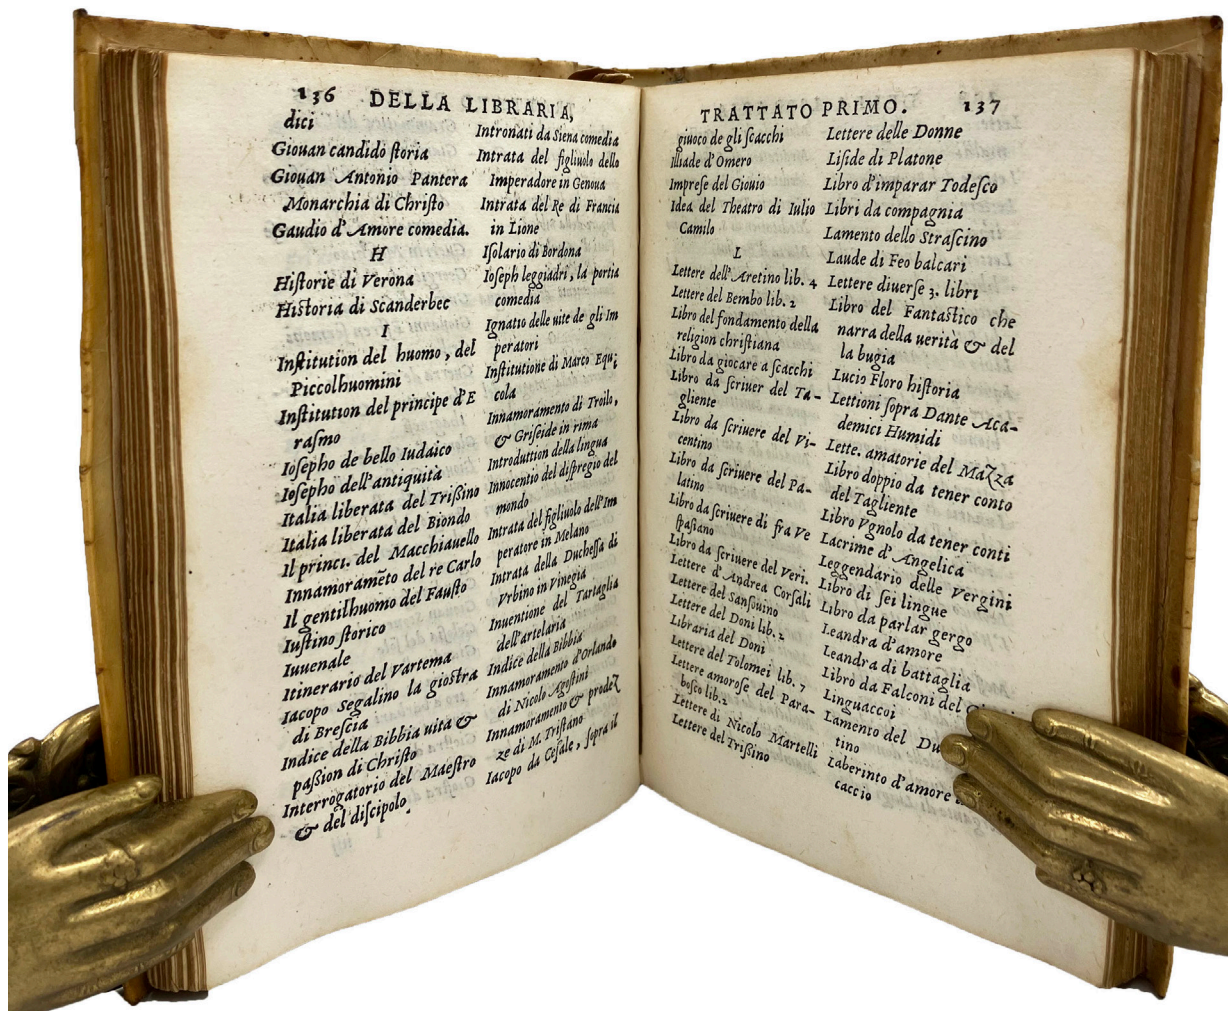 136 DELLA LIBRARIA,
dici
Giouan candido ſtoria
Giouan Antonio Pantera
Monarchia di Chriſto
Gaudio d'Amore comedia.
H
Hiſtorie di Verona
Hiſtoria di Scanderbec
I
Inſtitution del huomo, del
Piccolhuomini
Inſtitution del principe d'E
raſmo
Ioſepho de bello Iudaico
Ioſepho dell'antiquita
Italia liberata del Trißino
Italia liberata del Biondo
Il princi. del Macchiauello
Innamoramẽto del re Carlo
Il gentilhuomo del Fauſto
Iuſtino ſtorico
Iuuenale
Itinerario del Vartema
Iacopo Segalino la gioſtra
di Breſcia
Indice della Bibbia uita &
paßion di Chriſto
Interrogatorio del Maeſtro
& del diſcipolo
Intronati da Siena comedia
Intrata del figliuolo dello
Imperadore in Genoua
Intrata del Re di Francia
in Lione
Iſolario di Bordona
Ioſeph leggiadri, la portia
comedia
Ignatio delle uite de gli Im
peratori
Inſtitutione di Marco Equi
cola
Innamoramento di Troilo,
& Griſeide in rima
Introduttion della lingua
Innocentio del diſpregio del
mondo
Intrata del figliuolo dell'Im
peratore in Melano
Intrata della Ducheſſa di
Vrbino in Vinegia
Inuentione del Tartaglia
dell'artelaria
Indice della Bibbia
Innamoramento d'Orlando
di Nicolo Agoſtini
Innamoramento & prodeZ
ze di M. Triſtano
Iacopo da Ceſale, ſopra il
TRATTATO PRIMO. 137
giuoco de gli ſcacchi
Illiade d'Omero
Impreſe del Giouio
Idea del Theatro di Iulio
Camilo
L
Lettere dell'Aretino lib. 4
Lettere del Bembo lib. 2
Libro del fondamento della
religion chriſtiana
Libro da giocare a ſcacchi
Libro da ſcriuer del Ta-
gliente
Libro da ſcriuere del Vi-
centino
Libro da ſcriuere del Pa-
latino
Libro da ſcriuere di fra Ve
ſpaſiano
Libro da ſcriuere del Veri.
Lettere d'Andrea Corſali
Lettere del Sanſouino
Lettere del Doni lib. 2
Libraria del Doni
Lettere del Tolomei lib. 7
Lettere amoroſe del Para-
boſco lib.2
Lettere di Nicolo Martelli
Lettere del Trißino
Lettere delle Donne
Liſide di Platone
Libro d'imparar Todeſco
Libri da compagnia
Lamento dello Straſcino
Laude di Feo balcari
Lettere diuerſe 3. libri
Libro del Fantaſtico che
narra della uerità & del
la bugia
Lucio Floro hiſtoria
Lettioni ſopra Dante Aca-
demici Humidi
Lette. amatorie del MaZza
Libro doppio da tener conto
del Tagliente
Libro Vgnolo da tener conti
Lacrime d'Angelica
Leggendario delle Vergini
Libro di ſei lingue
Libro da parlar gergo
Leandra d'amore
Leandra di battaglia
Libro da Falconi del
Linguaccoi
Lamento del Du
tino
Laberinto d'amore
caccio